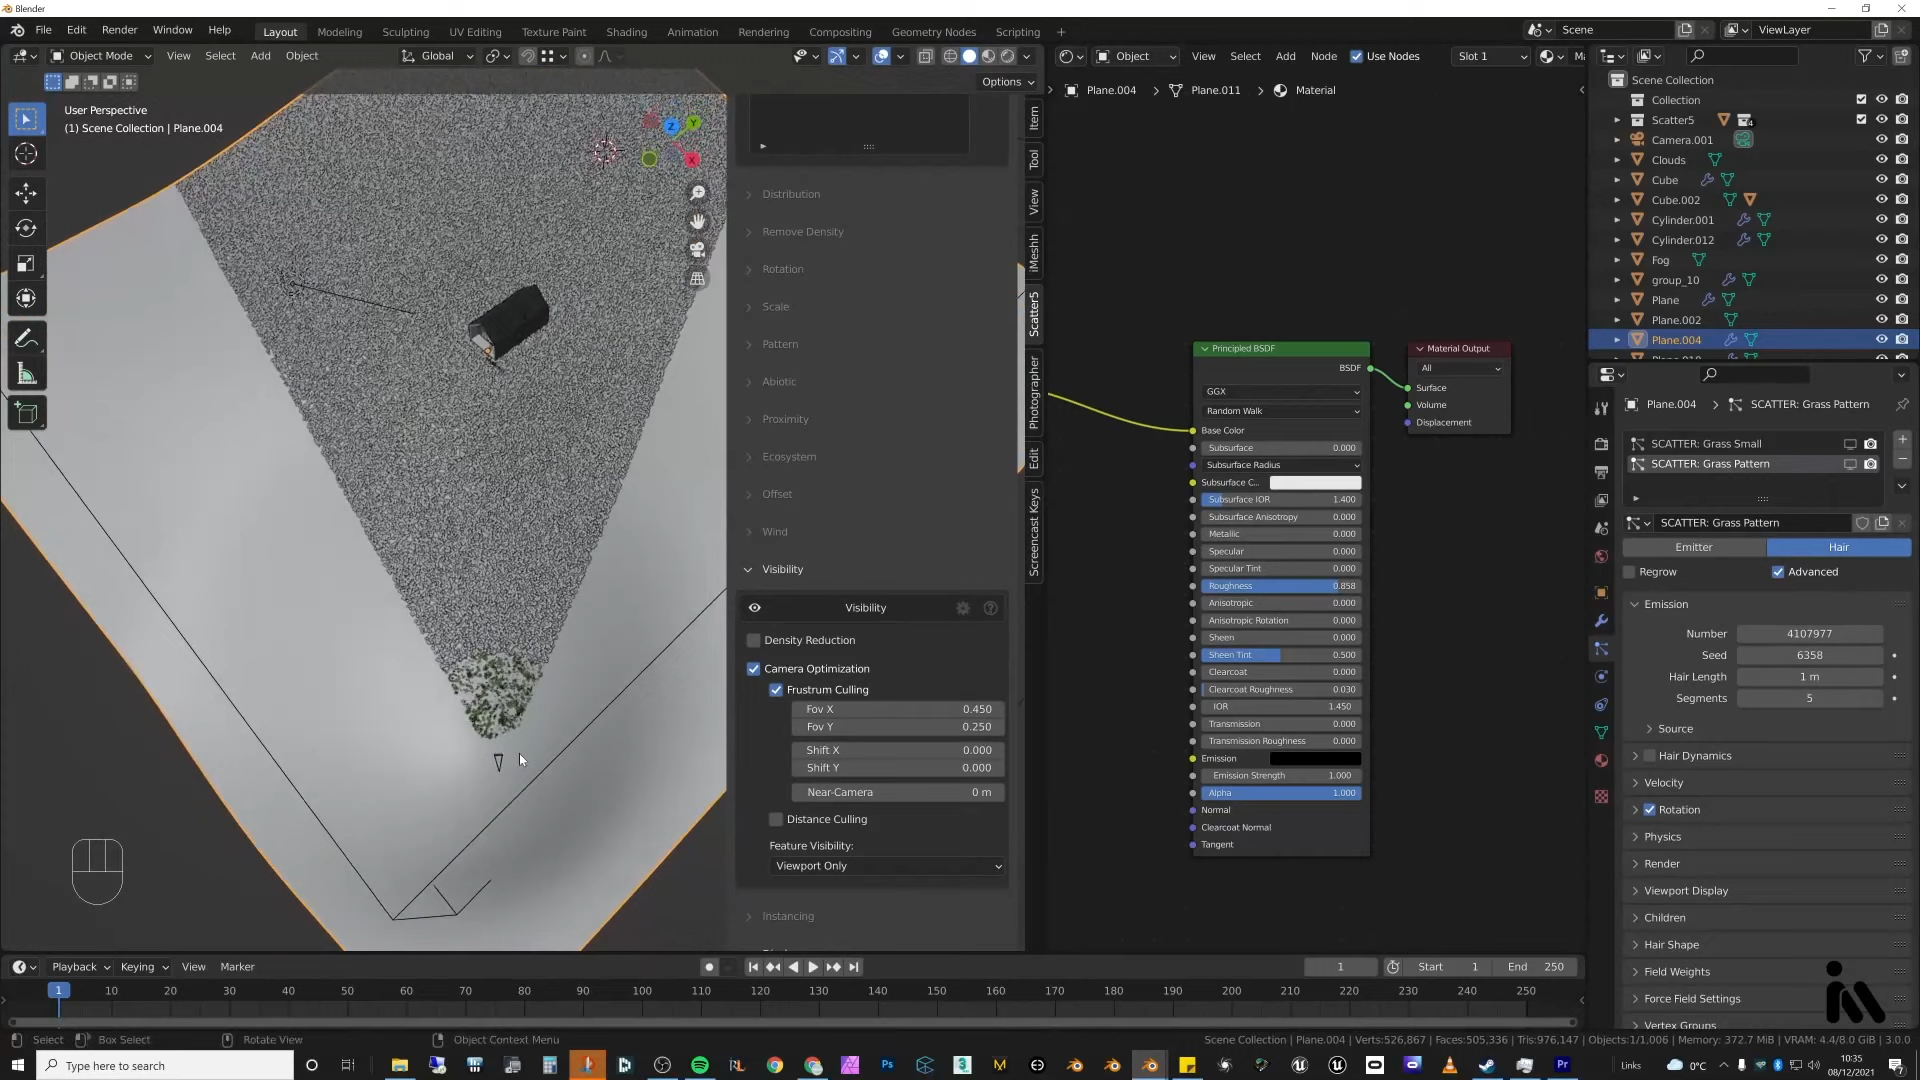 Blender
File Edit Render Window Help
Layout Modeling Sculpting UV Editing Texture Paint Shading Animation Rendering Compositing Geometry Nodes Scripting
Scene
ViewLayer
Object Mode View Select Add Object
Global
Object View Select Add Node Use Nodes Slot 1
Options
User Perspective
(1) Scene Collection | Plane.004
Z Y X
Distribution
Remove Density
Rotation
Scale
Pattern
Abiotic
Proximity
Ecosystem
Offset
Wind
Visibility
Visibility
Density Reduction
Camera Optimization
Frustrum Culling
Fov X 0.450
Fov Y 0.250
Shift X 0.000
Shift Y 0.000
Near-Camera 0 m
Distance Culling
Feature Visibility:
Viewport Only
Instancing
Item
Tool
View
iMeshh
Scatter5
Photographer
Edit
Screencast Keys
Plane.004 > Plane.011 > Material
Principled BSDF
BSDF
GGX
Random Walk
Base Color
Subsurface 0.000
Subsurface Radius
Subsurface C...
Subsurface IOR 1.400
Subsurface Anisotropy 0.000
Metallic 0.000
Specular 0.000
Specular Tint 0.000
Roughness 0.858
Anisotropic 0.000
Anisotropic Rotation 0.000
Sheen 0.000
Sheen Tint 0.500
Clearcoat 0.000
Clearcoat Roughness 0.030
IOR 1.450
Transmission 0.000
Transmission Roughness 0.000
Emission
Emission Strength 1.000
Alpha 1.000
Normal
Clearcoat Normal
Tangent
Material Output
All
Surface
Volume
Displacement
Scene Collection
Collection
Scatter5
Camera.001
Clouds
Cube
Cube.002
Cylinder.001
Cylinder.012
Fog
group_10
Plane
Plane.002
Plane.004
Plane.004 > SCATTER: Grass Pattern
SCATTER: Grass Small
SCATTER: Grass Pattern
SCATTER: Grass Pattern
Emitter Hair
Regrow Advanced
Emission
Number 4107977
Seed 6358
Hair Length 1 m
Segments 5
Source
Hair Dynamics
Velocity
Rotation
Physics
Render
Viewport Display
Children
Hair Shape
Field Weights
Force Field Settings
Vertex Groups
Playback Keying View Marker
1 Start 1 End 250
1 10 20 30 40 50 60 70 80 90 100 110 120 130 140 150 160 170 180 190 200 210 220 230 240 250
Select Box Select Rotate View Object Context Menu
Scene Collection | Plane.004 | Verts:526,867 | Faces:505,336 | Tris:976,147 | Objects:1/1,006 | Memory: 372.7 MiB | VRAM: 4.4/8.0 GiB | 3.0.0
Type here to search
Links
0°C
10:35
08/12/2021